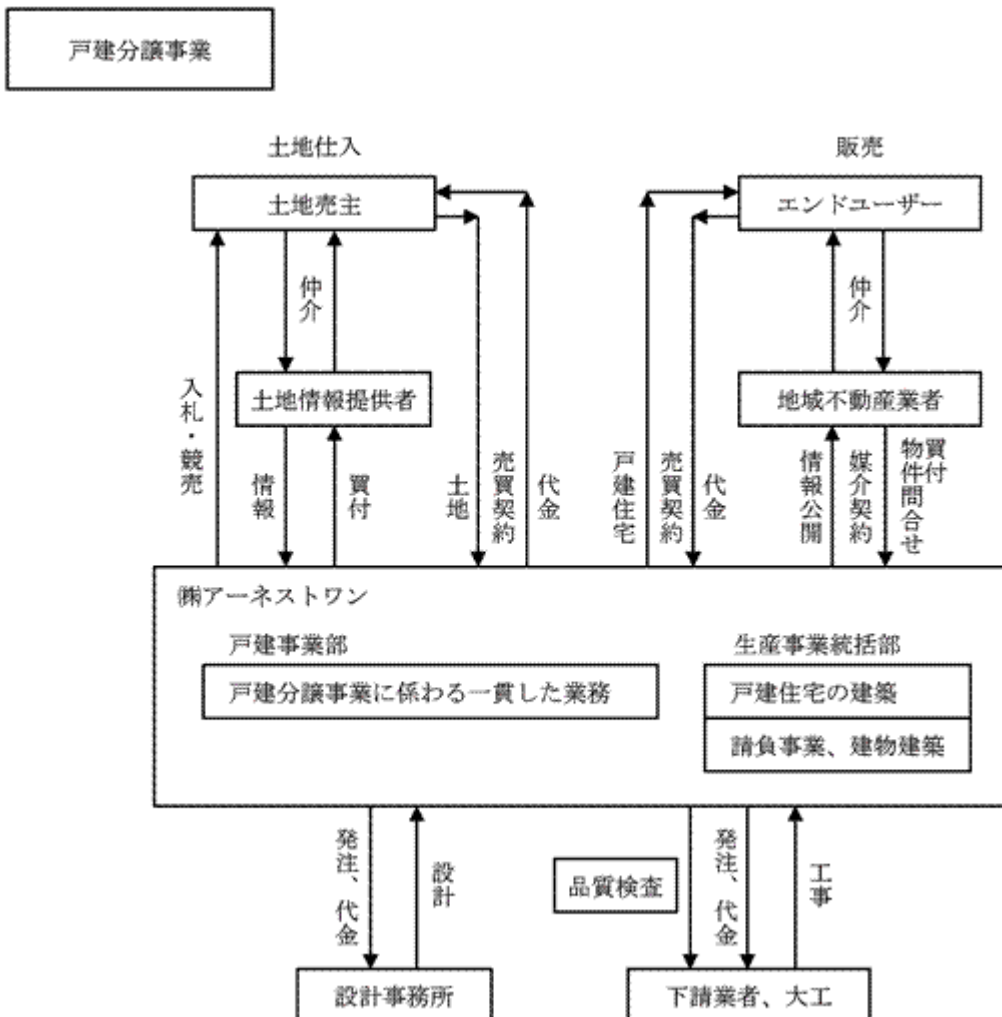 戸建分譲事業
土地仕入
販売
土地売主
エンドユーザー
仲介
仲介
土地情報提供者
地域不動産業者
入札・競売
情報
買付
土地
売買契約
代金
戸建住宅
売買契約
代金
情報公開
媒介契約
買付
物件問合せ
㈱アーネストワン
戸建事業部
生産事業統括部
戸建分譲事業に係わる一貫した業務
戸建住宅の建築
請負事業、建物建築
発注、代金
設計
品質検査
発注、代金
工事
設計事務所
下請業者、大工